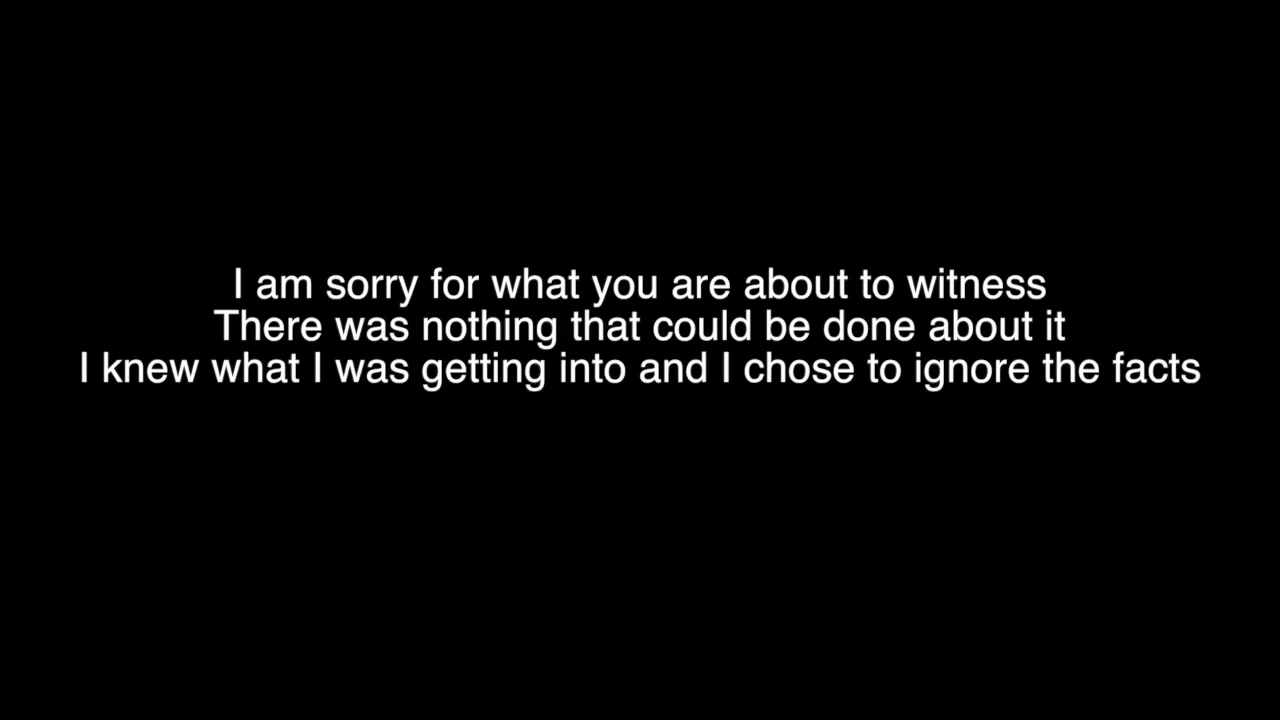 I am sorry for what you are about to witness
There was nothing that could be done about it
I knew what I was getting into and I chose to ignore the facts